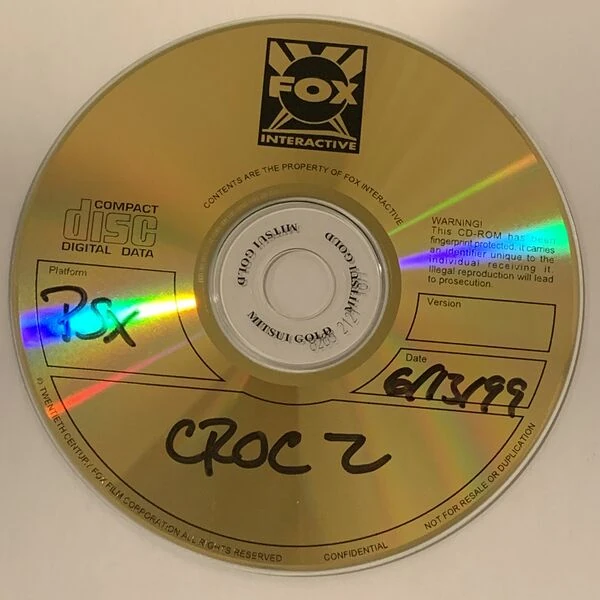 FOX
INTERACTIVE
CONTENTS ARE THE PROPERTY OF FOX INTERACTIVE
COMPACT
disc
DIGITAL DATA
WARNING!
This CD-ROM has been
fingerprint protected, it carries
an identifier unique to the
individual receiving it.
Illegal reproduction will lead
to prosecution.
MITSUI GOLD
MITSUI GOLD
MITSUI GOLD
Platform
PSX
Version
Date
6/13/99
CROC 2
© TWENTIETH CENTURY FOX FILM CORPORATION ALL RIGHTS RESERVED
CONFIDENTIAL
NOT FOR RESALE OR DUPLICATION